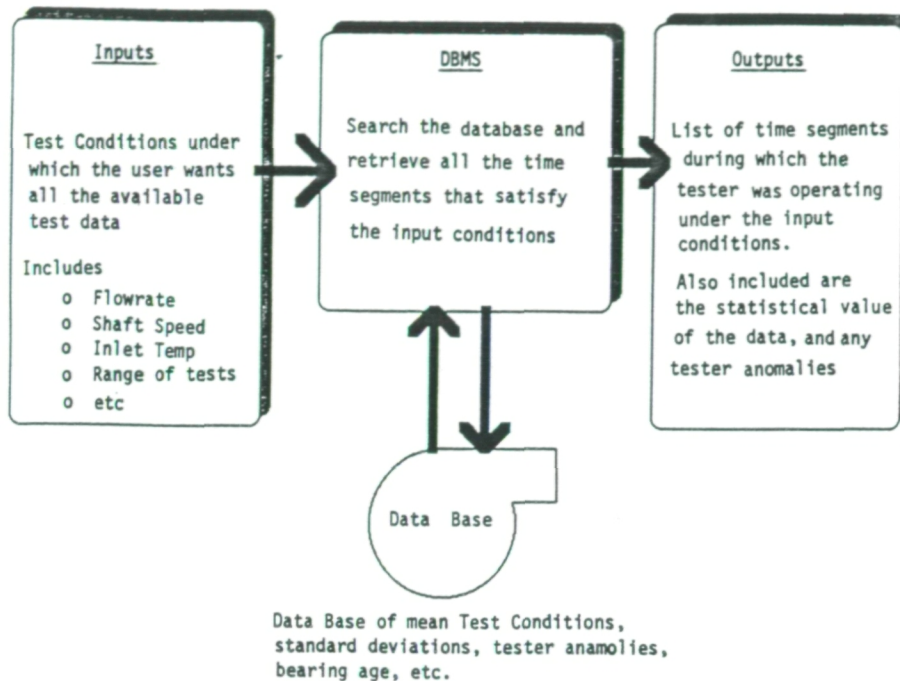 Inputs
Test Conditions under
which the user wants
all the available
test data
Includes
o Flowrate
o Shaft Speed
o Inlet Temp
o Range of tests
o etc
DBMS
Search the database and
retrieve all the time
segments that satisfy
the input conditions
Outputs
List of time segments
during which the
tester was operating
under the input
conditions.
Also included are
the statistical value
of the data, and any
tester anomalies
Data Base
Data Base of mean Test Conditions,
standard deviations, tester anamolies,
bearing age, etc.